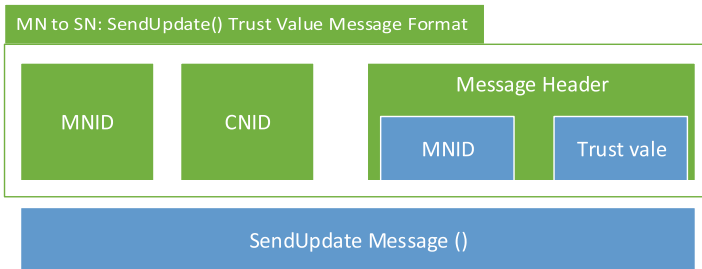 MN to SN: SendUpdate() Trust Value Message Format
MNID
CNID
Message Header
MNID
Trust vale
SendUpdate Message ()